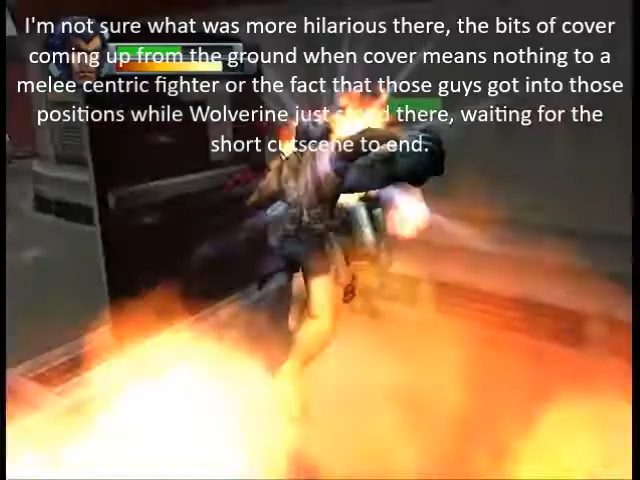 I'm not sure what was more hilarious there, the bits of cover
coming up from the ground when cover means nothing to a
melee centric fighter or the fact that those guys got into those
positions while Wolverine just stood there, waiting for the
short cutscene to end.